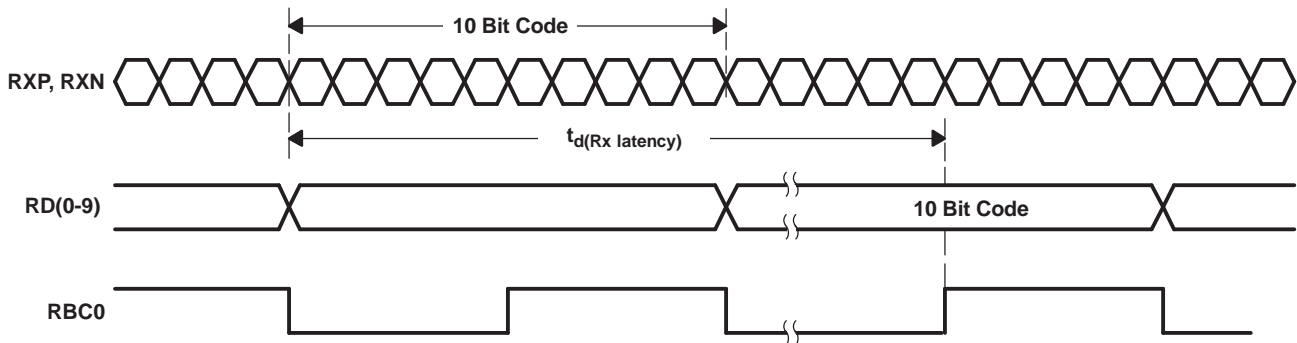 10 Bit Code
RXP, RXN
td(Rx latency)
RD(0-9)
10 Bit Code
RBC0